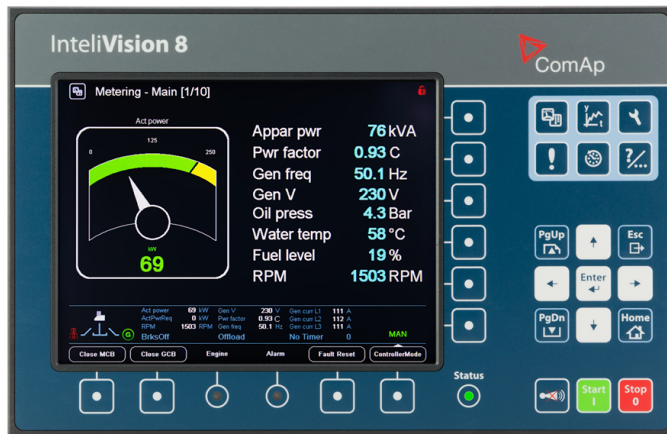 InteliVision 8
ComAp
Metering - Main [1/10]
Act power
0
125
250
kW
69
Appar pwr 76 kVA
Pwr factor 0.93 C
Gen freq 50.1 Hz
Gen V 230 V
Oil press 4.3 Bar
Water temp 58 °C
Fuel level 19 %
RPM 1503 RPM
Act power 69 kW Gen V 230 V Gen curr L1 111 A
ActPwrReq 0 kW Pwr factor 0.93 C Gen curr L2 112 A
RPM 1503 RPM Gen freq 50.1 Hz Gen curr L3 111 A
G BrksOff Offload No Timer 0 MAN
Close MCB Close GCB Engine Alarm Fault Reset ControllerMode
Status
y
t
! ?/...
PgUp Esc
Enter
PgDn Home
Start
I
Stop
0